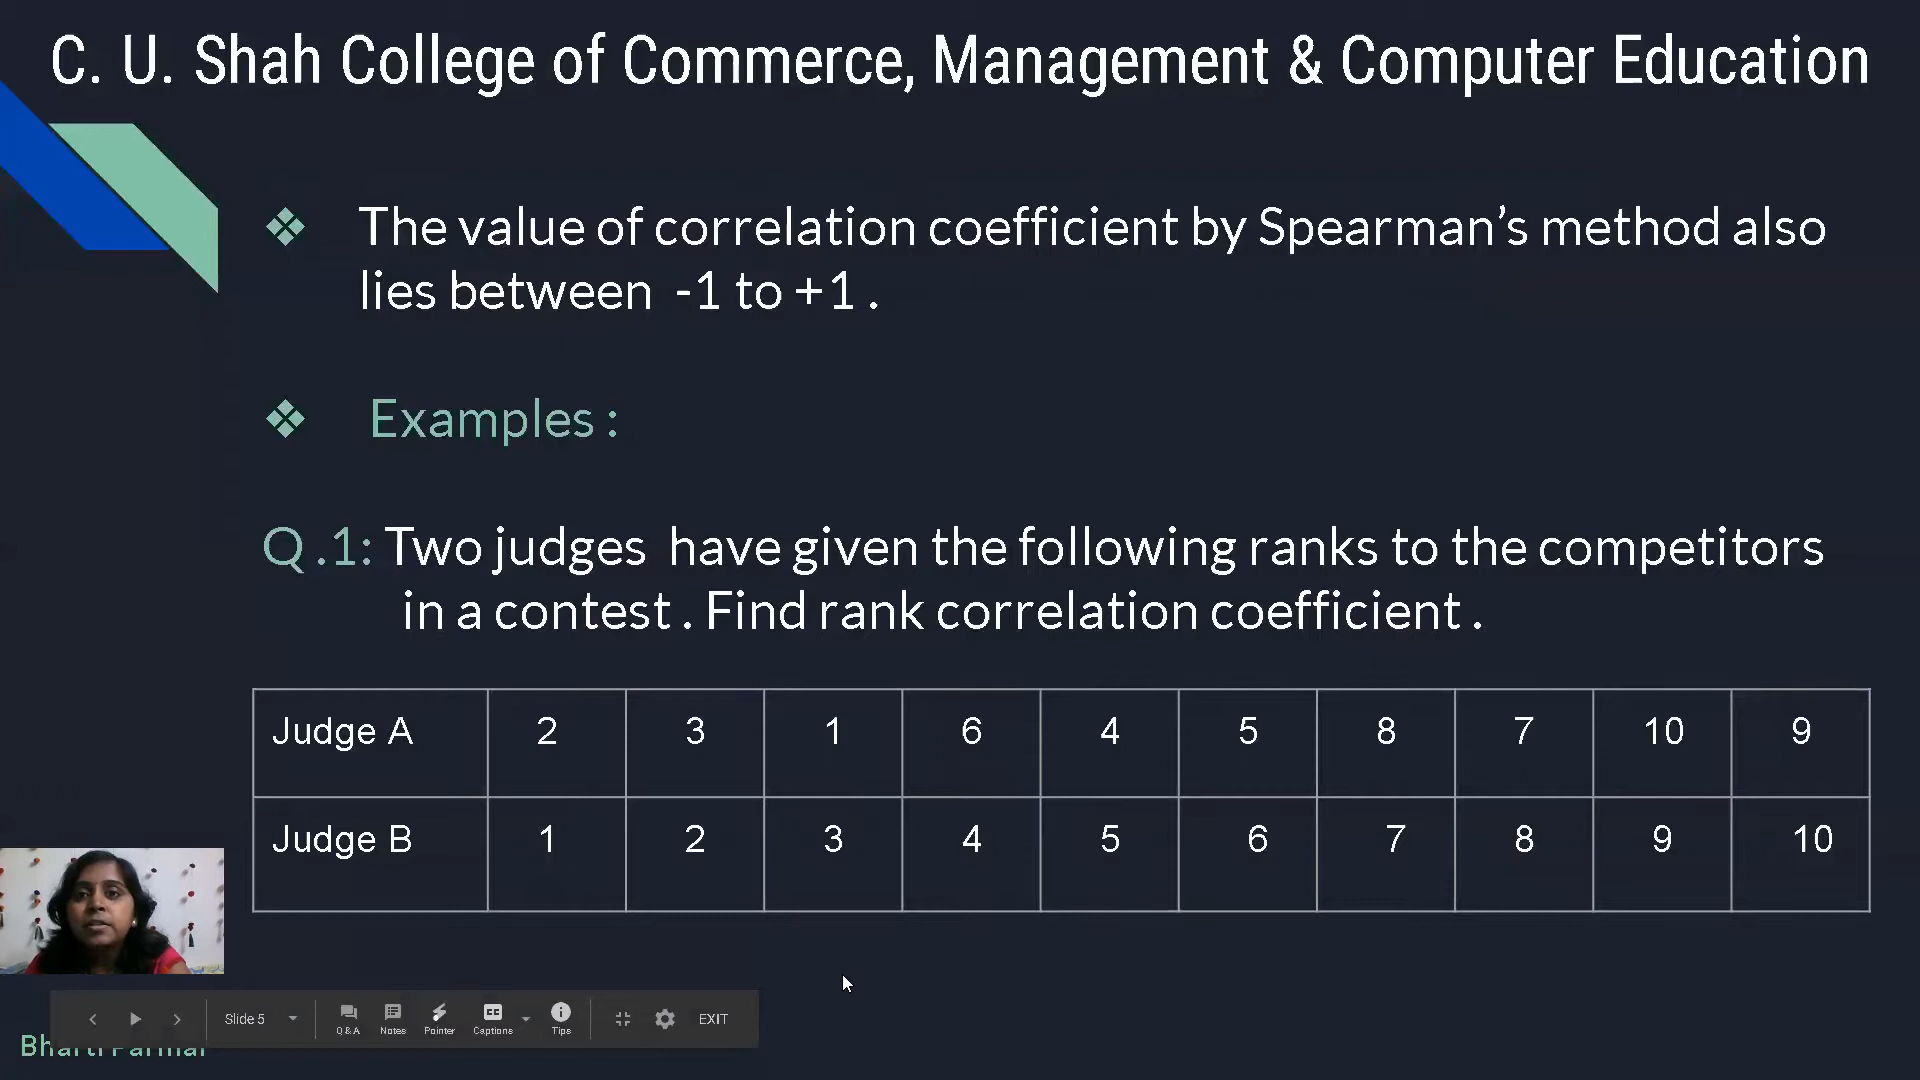 C. U. Shah College of Commerce, Management & Computer Education
❖ The value of correlation coefficient by Spearman’s method also
lies between -1 to +1 .
❖ Examples :
Q .1: Two judges have given the following ranks to the competitors
in a contest . Find rank correlation coefficient .
Judge A 2 3 1 6 4 5 8 7 10 9
Judge B 1 2 3 4 5 6 7 8 9 10
Slide 5 Q & A Notes Pointer Captions Tips EXIT
Bharti Parmar